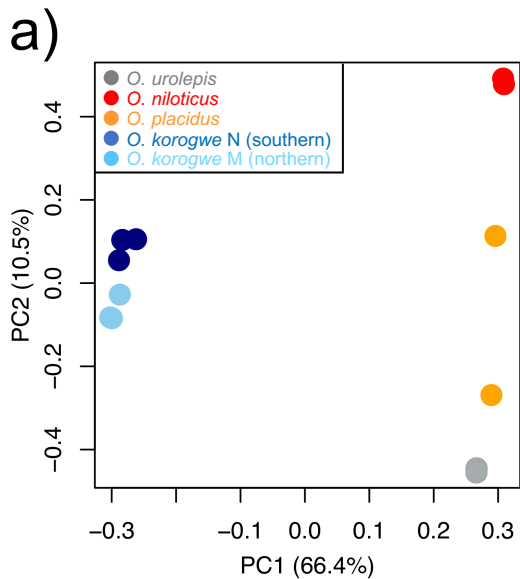 a)
O. urolepis
O. niloticus
O. placidus
O. korogwe N (southern)
O. korogwe M (northern)
PC2 (10.5%)
0.4
0.2
0.0
−0.2
−0.4
−0.3
−0.1
0.0
0.1
0.2
0.3
PC1 (66.4%)